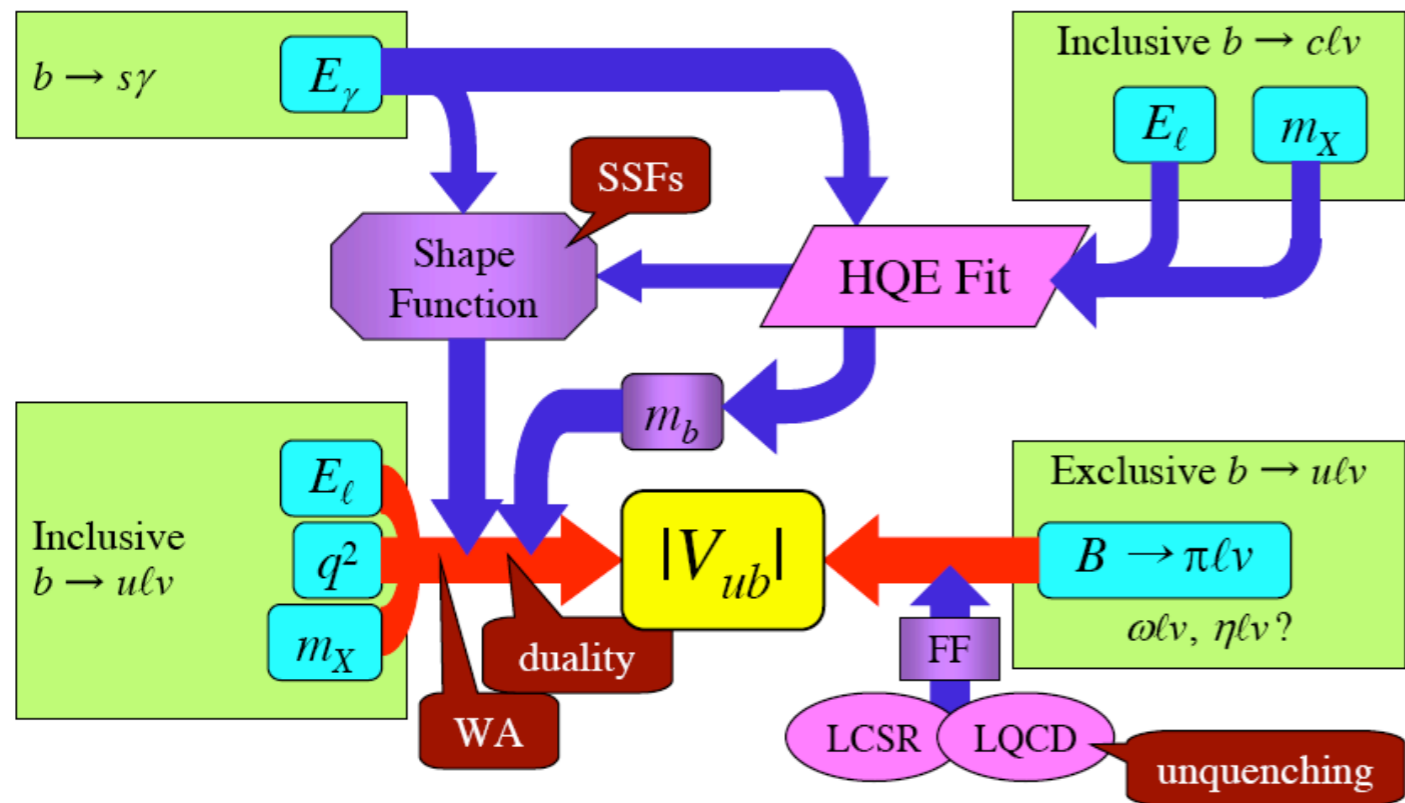 b → sγ
E_γ
Inclusive b → cℓν
E_ℓ
m_X
SSFs
Shape
Function
HQE Fit
m_b
Inclusive
b → uℓν
E_ℓ
q²
m_X
|V_ub|
Exclusive b → uℓν
B → πℓν
ωℓν, ηℓν?
duality
WA
FF
LCSR
LQCD
unquenching